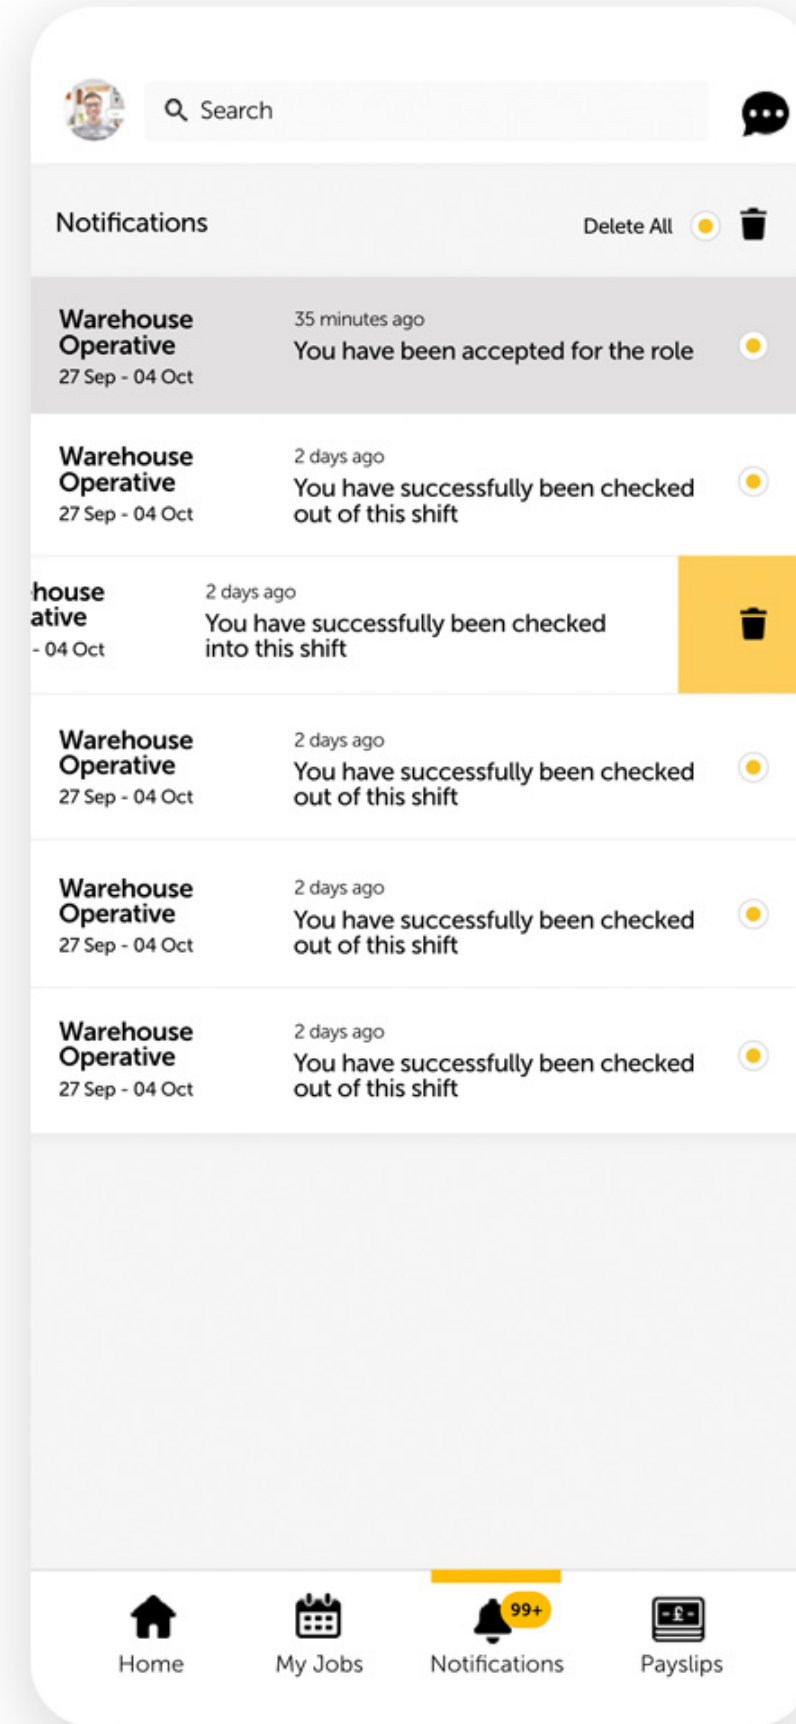 Search
Notifications
Delete All
Warehouse
Operative
27 Sep - 04 Oct
35 minutes ago
You have been accepted for the role
Warehouse
Operative
27 Sep - 04 Oct
2 days ago
You have successfully been checked
out of this shift
house
ative
- 04 Oct
2 days ago
You have successfully been checked
into this shift
Warehouse
Operative
27 Sep - 04 Oct
2 days ago
You have successfully been checked
out of this shift
Warehouse
Operative
27 Sep - 04 Oct
2 days ago
You have successfully been checked
out of this shift
Warehouse
Operative
27 Sep - 04 Oct
2 days ago
You have successfully been checked
out of this shift
99+
-£-
Home
My Jobs
Notifications
Payslips